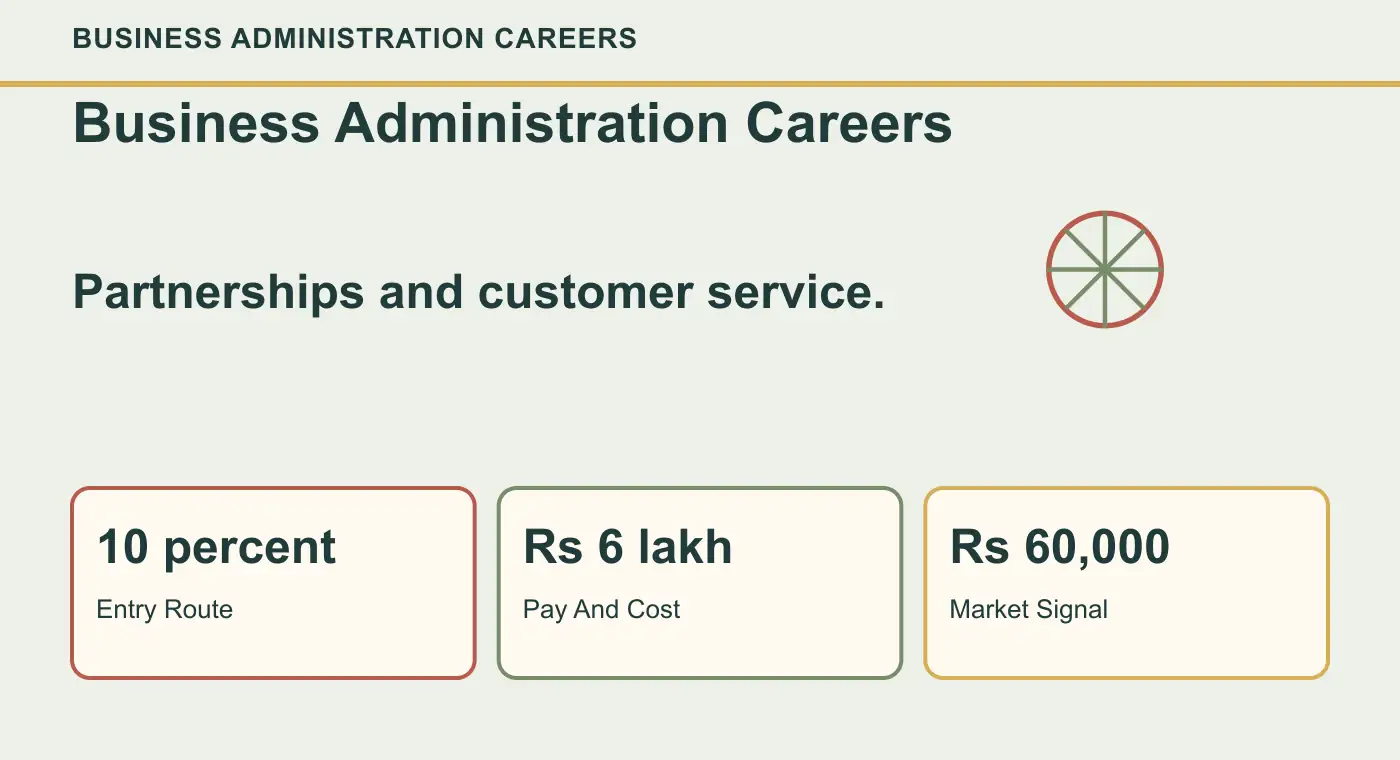 BUSINESS ADMINISTRATION CAREERS
Business Administration Careers
Partnerships and customer service.
10 percent
Entry Route
Rs 6 lakh
Pay And Cost
Rs 60,000
Market Signal